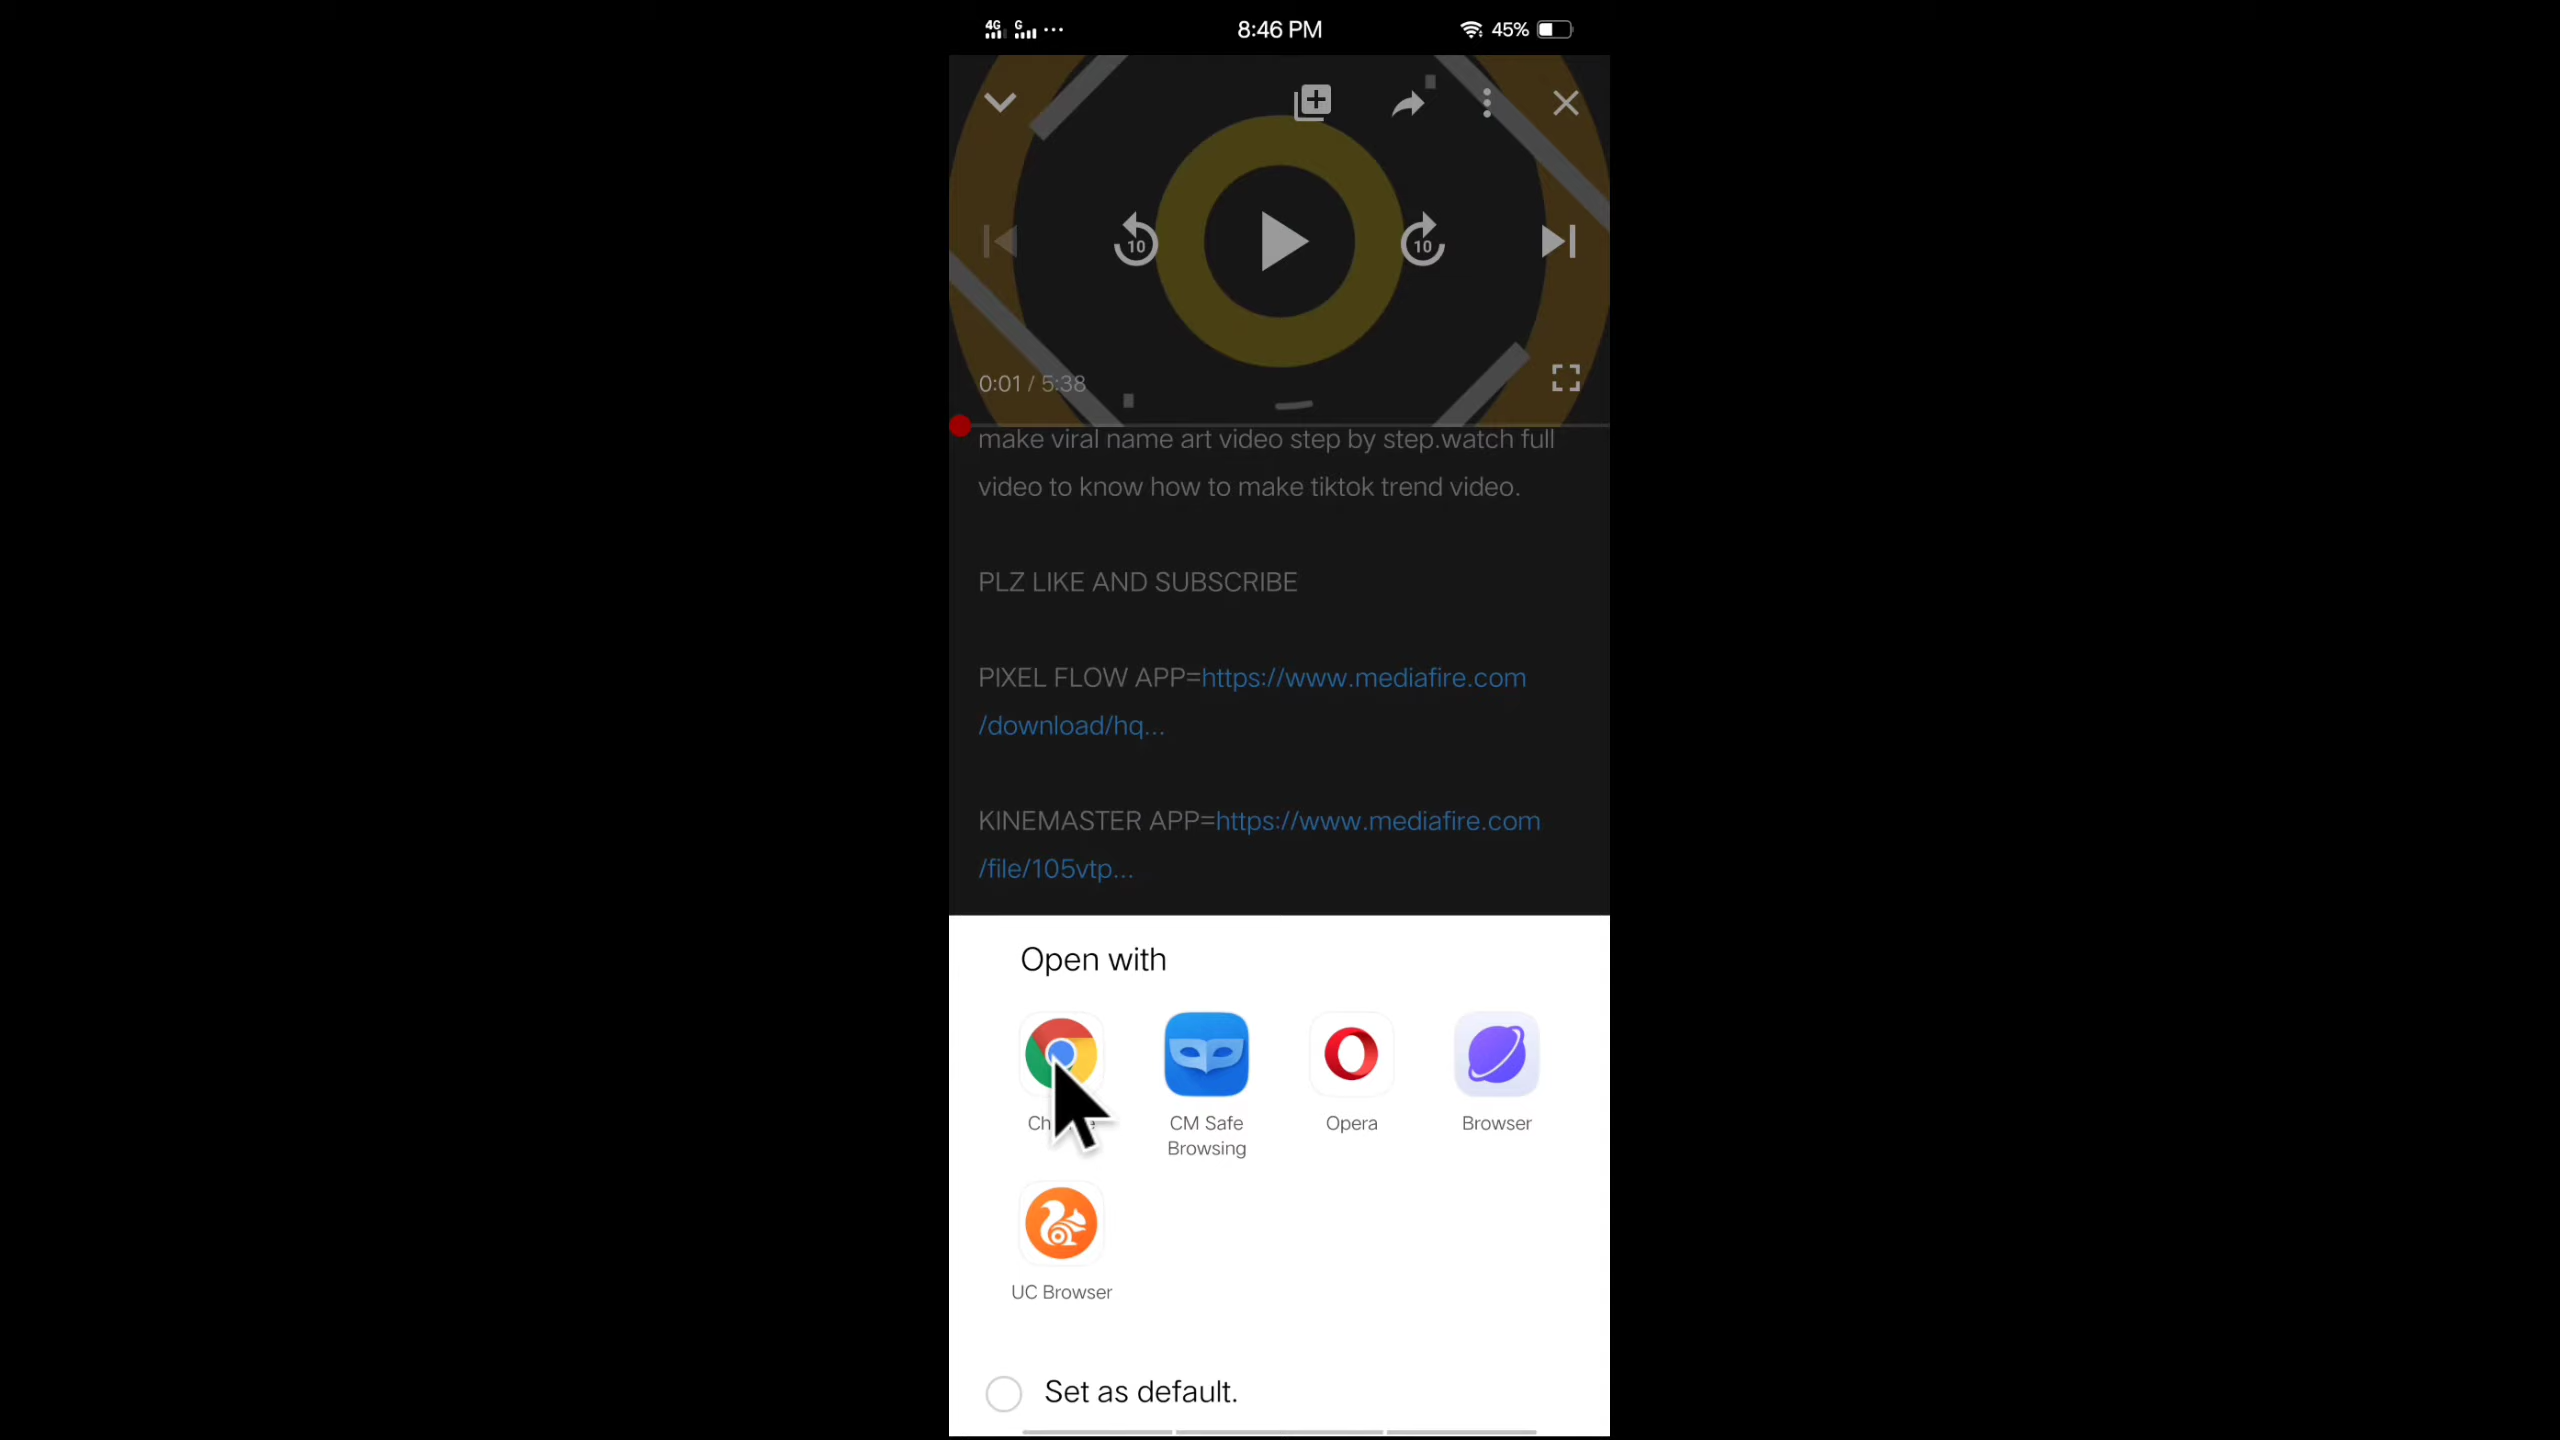 4G G 8:46 PM 45%
10 10
0:01 / 5:38
make viral name art video step by step.watch full
video to know how to make tiktok trend video.
PLZ LIKE AND SUBSCRIBE
PIXEL FLOW APP=https://www.mediafire.com
/download/hq...
KINEMASTER APP=https://www.mediafire.com
/file/105vtp...
Open with
CM Safe
Browsing
Opera
Browser
UC Browser
Set as default.